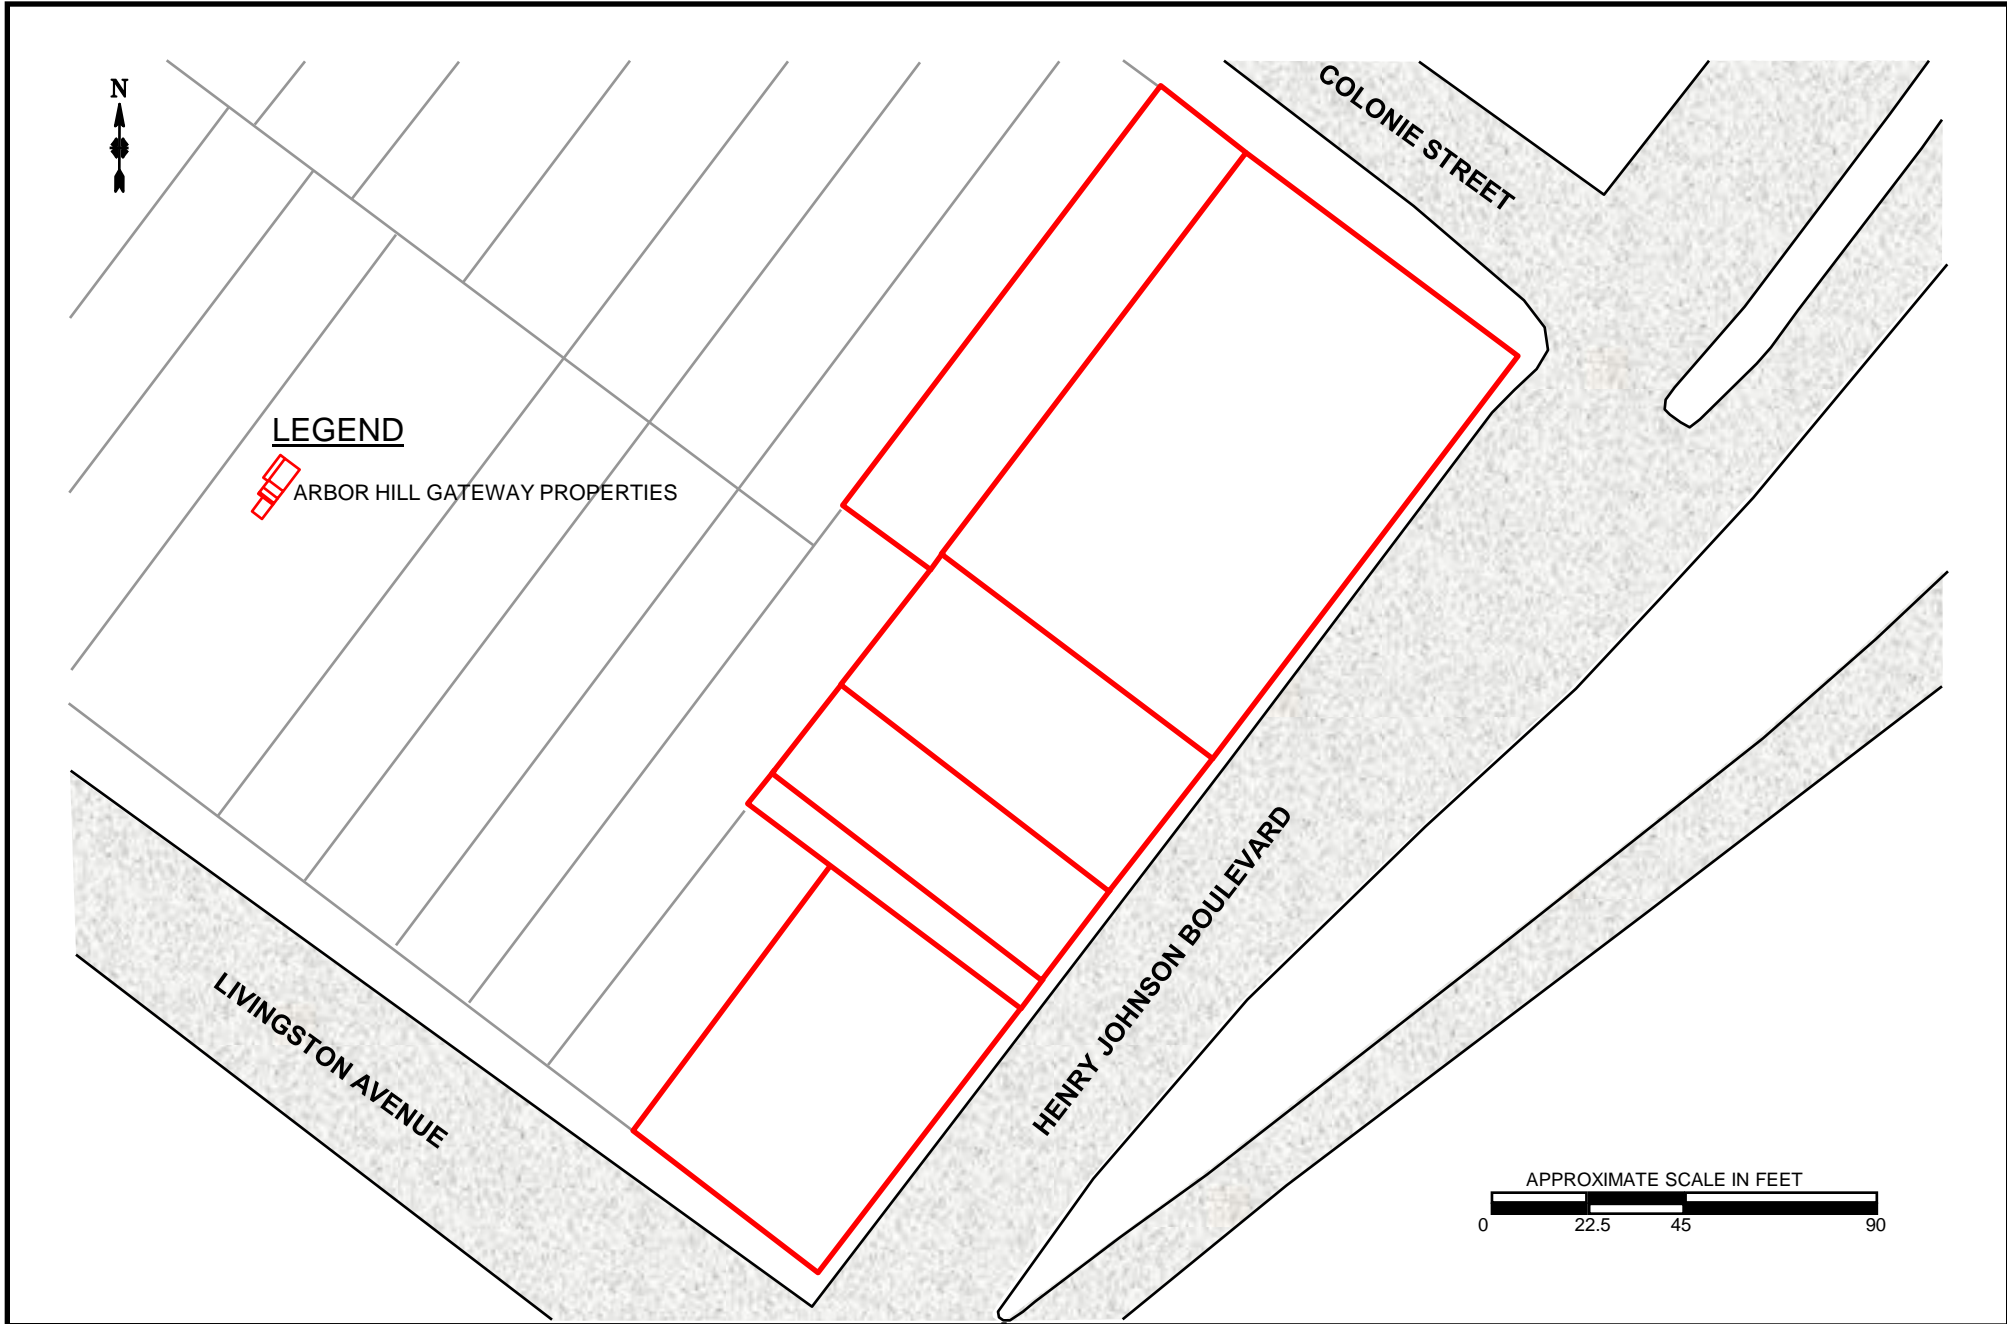 N
COLONIE STREET
LEGEND
ARBOR HILL GATEWAY PROPERTIES
HENRY JOHNSON BOULEVARD
LIVINGSTON AVENUE
APPROXIMATE SCALE IN FEET
0 22.5 45 90